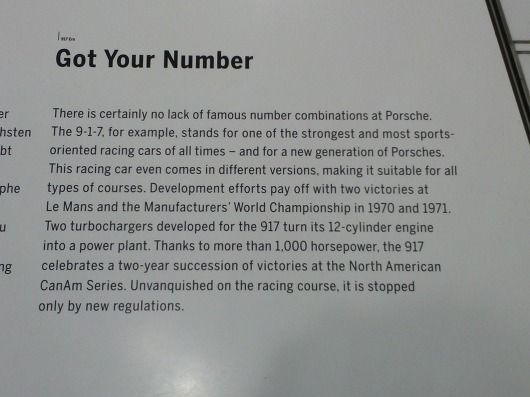 Got Your Number
er
hsten
bt
phe
u
ng
There is certainly no lack of famous number combinations at Porsche.
The 9-1-7, for example, stands for one of the strongest and most sports-
oriented racing cars of all times – and for a new generation of Porsches.
This racing car even comes in different versions, making it suitable for all
types of courses. Development efforts pay off with two victories at
Le Mans and the Manufacturers' World Championship in 1970 and 1971.
Two turbochargers developed for the 917 turn its 12-cylinder engine
into a power plant. Thanks to more than 1,000 horsepower, the 917
celebrates a two-year succession of victories at the North American
CanAm Series. Unvanquished on the racing course, it is stopped
only by new regulations.